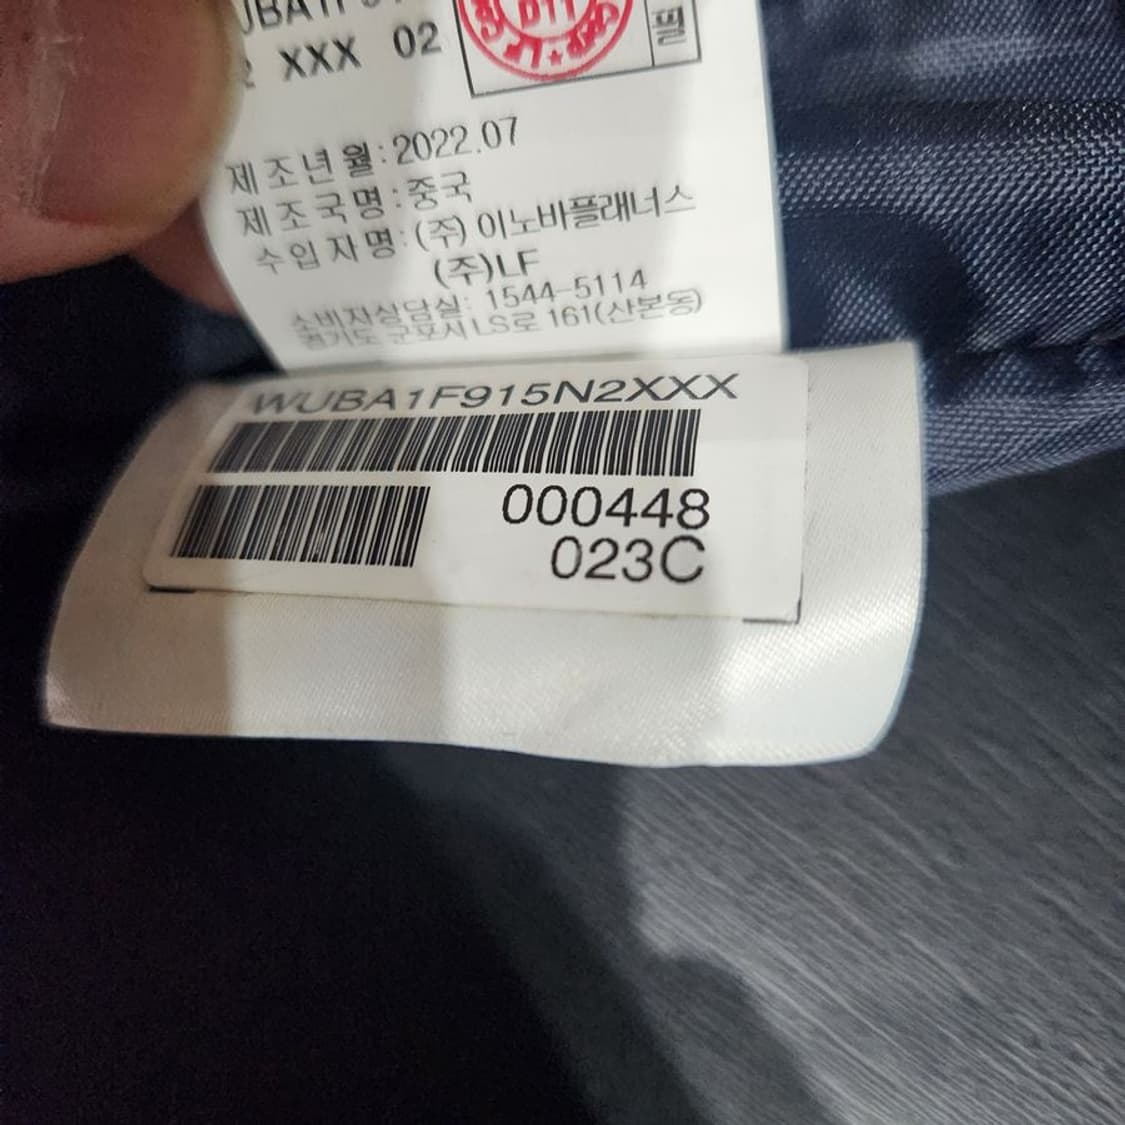 XXX 02
D11
필
제조년월:2022.07
제조국명:중국
수입자명:(주)이노바플래너스
(주)LF
소비자상담실: 1544-5114
경기도 군포시 LS로 161(산본동)
WUBA1F915N2XXX
000448
023C